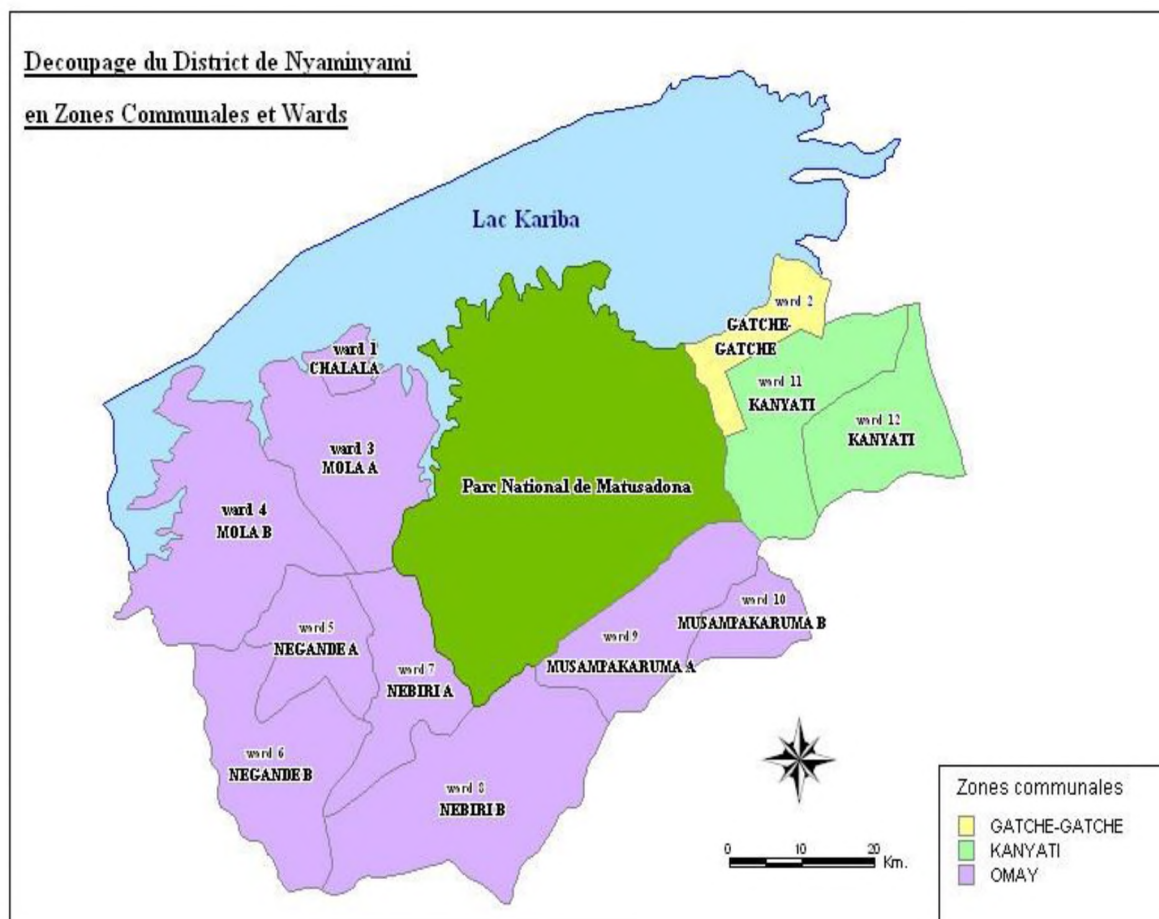 Decoupage du District de Nyaminyami
en Zones Communales et Wards
Lac Kariba
ward 2
GATCHE-
GATCHE
ward 1
CHALALA
ward 11
KANYATI
ward 12
KANYATI
ward 3
MOLA A
Parc National de Matusadona
ward 4
MOLA B
ward 10
MUSAMPAKARUMA B
ward 5
NEGANDE A
ward 9
MUSAMPAKARUMA A
ward 7
NEBIRI A
ward 6
NEGANDE B
ward 8
NEBIRI B
0 10 20
Km.
Zones communales
GATCHE-GATCHE
KANYATI
OMAY